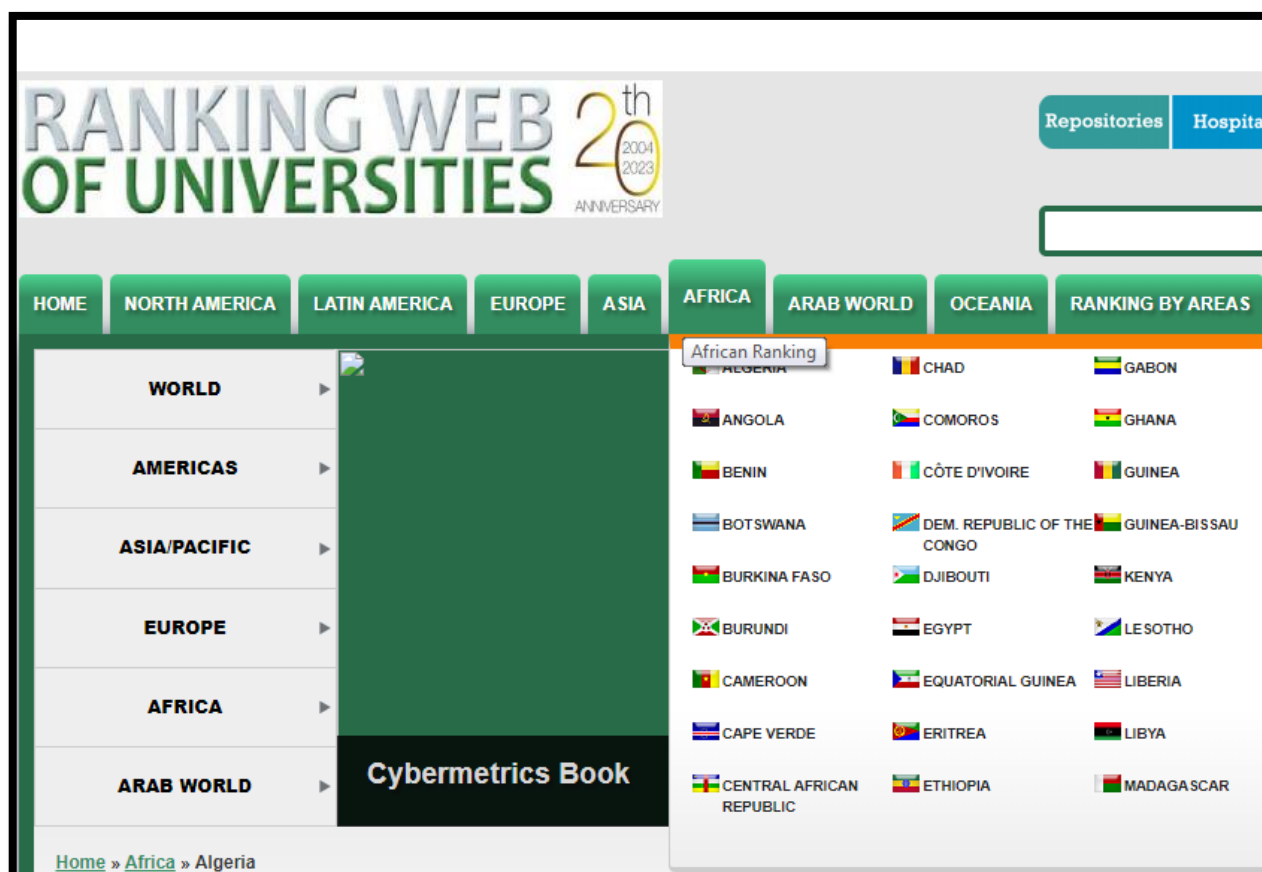 RANKING WEB
OF UNIVERSITIES
20th
2004
2023
ANNIVERSARY
Repositories
Hospita
HOME
NORTH AMERICA
LATIN AMERICA
EUROPE
ASIA
AFRICA
ARAB WORLD
OCEANIA
RANKING BY AREAS
African Ranking
WORLD
AMERICAS
ASIA/PACIFIC
EUROPE
AFRICA
ARAB WORLD
Cybermetrics Book
ALGERIA
ANGOLA
BENIN
BOTSWANA
BURKINA FASO
BURUNDI
CAMEROON
CAPE VERDE
CENTRAL AFRICAN
REPUBLIC
CHAD
COMOROS
CÔTE D'IVOIRE
DEM. REPUBLIC OF THE
CONGO
DJIBOUTI
EGYPT
EQUATORIAL GUINEA
ERITREA
ETHIOPIA
GABON
GHANA
GUINEA
GUINEA-BISSAU
KENYA
LESOTHO
LIBERIA
LIBYA
MADAGASCAR
Home » Africa » Algeria